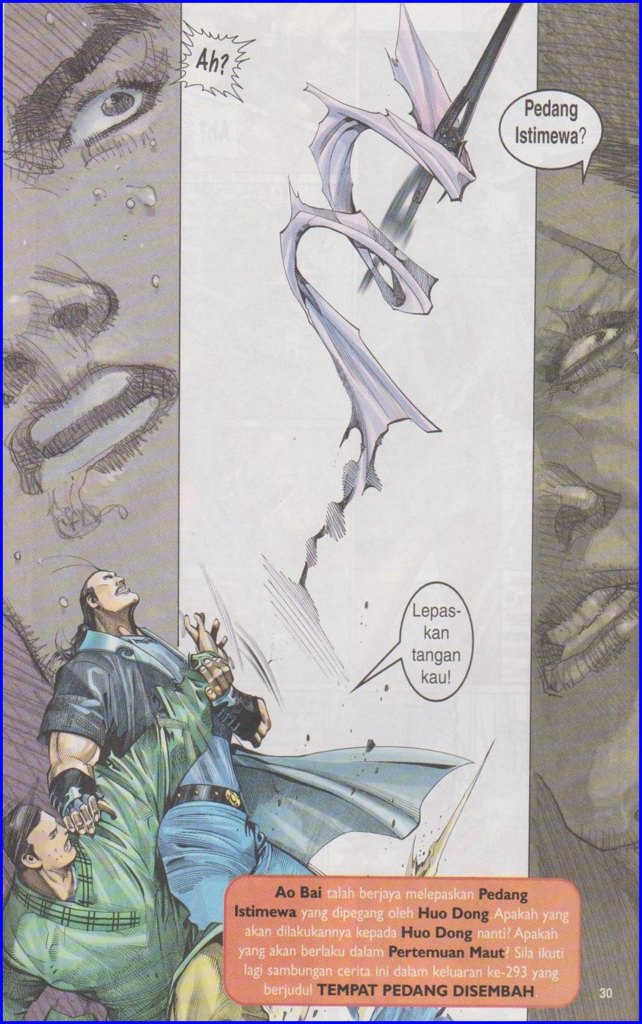 Ah?
Pedang
Istimewa?
Lepas-
kan
tangan
kau!
Ao Bai talah berjaya melepaskan Pedang
Istimewa yang dipegang oleh Huo Dong. Apakah yang
akan dilakukannya kepada Huo Dong nanti? Apakah
yang akan berlaku dalam Pertemuan Maut? Sila ikuti
lagi sambungan cerita ini dalam keluaran ke-293 yang
berjudul TEMPAT PEDANG DISEMBAH
30